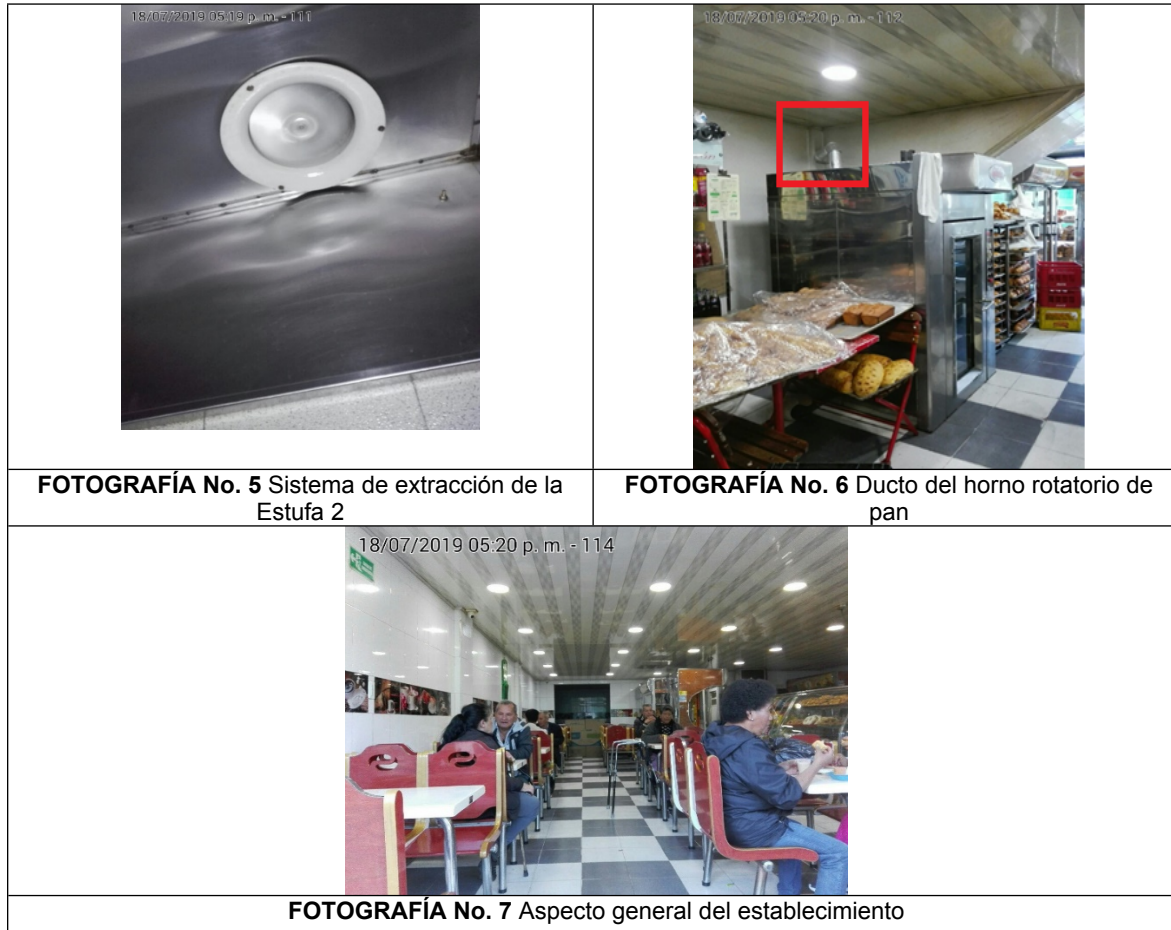 18/07/2019 05:19 p. m. - 111
18/07/2019 05:20 p. m. - 112
FOTOGRAFÍA No. 5 Sistema de extracción de la
Estufa 2
FOTOGRAFÍA No. 6 Ducto del horno rotatorio de
pan
18/07/2019 05:20 p. m. - 114
FOTOGRAFÍA No. 7 Aspecto general del establecimiento